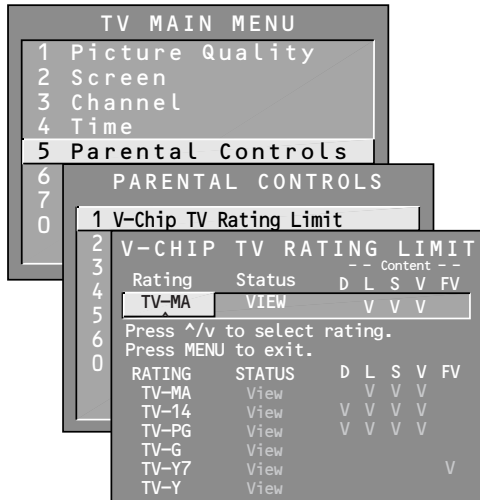 TV MAIN MENU
1 Picture Quality
2 Screen
3 Channel
4 Time
5 Parental Controls
6
7
0
PARENTAL CONTROLS
1 V-Chip TV Rating Limit
2
3
4
5
6
0
V-CHIP TV RATING LIMIT
-- Content --
Rating Status D L S V FV
TV-MA VIEW V V V
Press ^/v to select rating.
Press MENU to exit.
RATING STATUS D L S V FV
TV-MA View V V V
TV-14 View V V V V
TV-PG View V V V V
TV-G View
TV-Y7 View V
TV-Y View